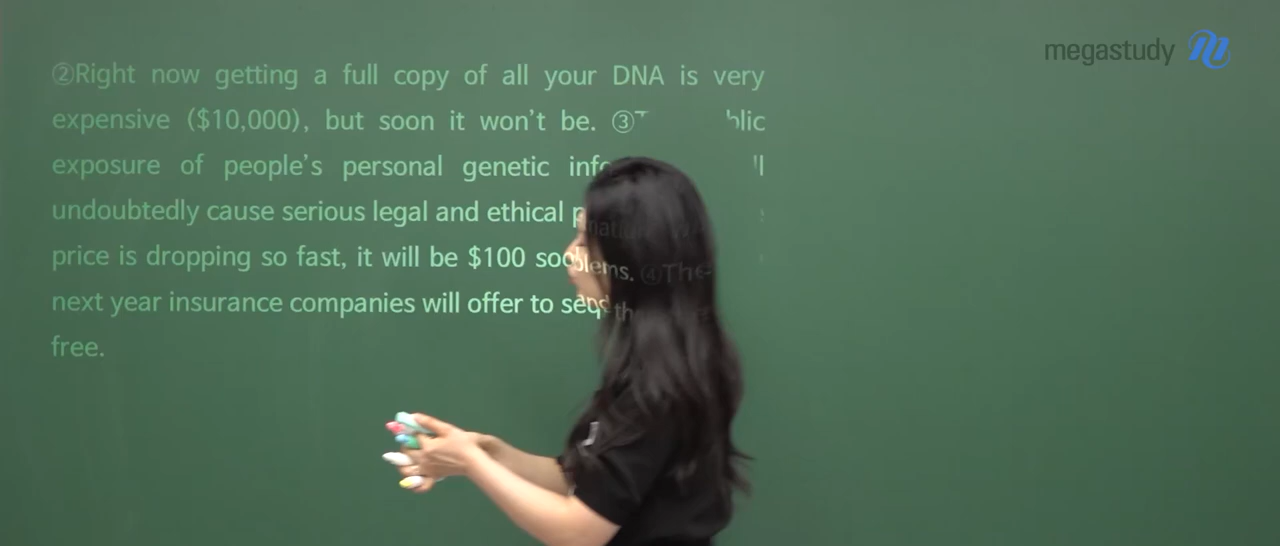 ②Right now getting a full copy of all your DNA is very
expensive ($10,000), but soon it won't be. ③
exposure of people's personal genetic
undoubtedly cause serious legal and ethical
price is dropping so fast, it will be $100
next year insurance companies will offer to
free.
megastudy